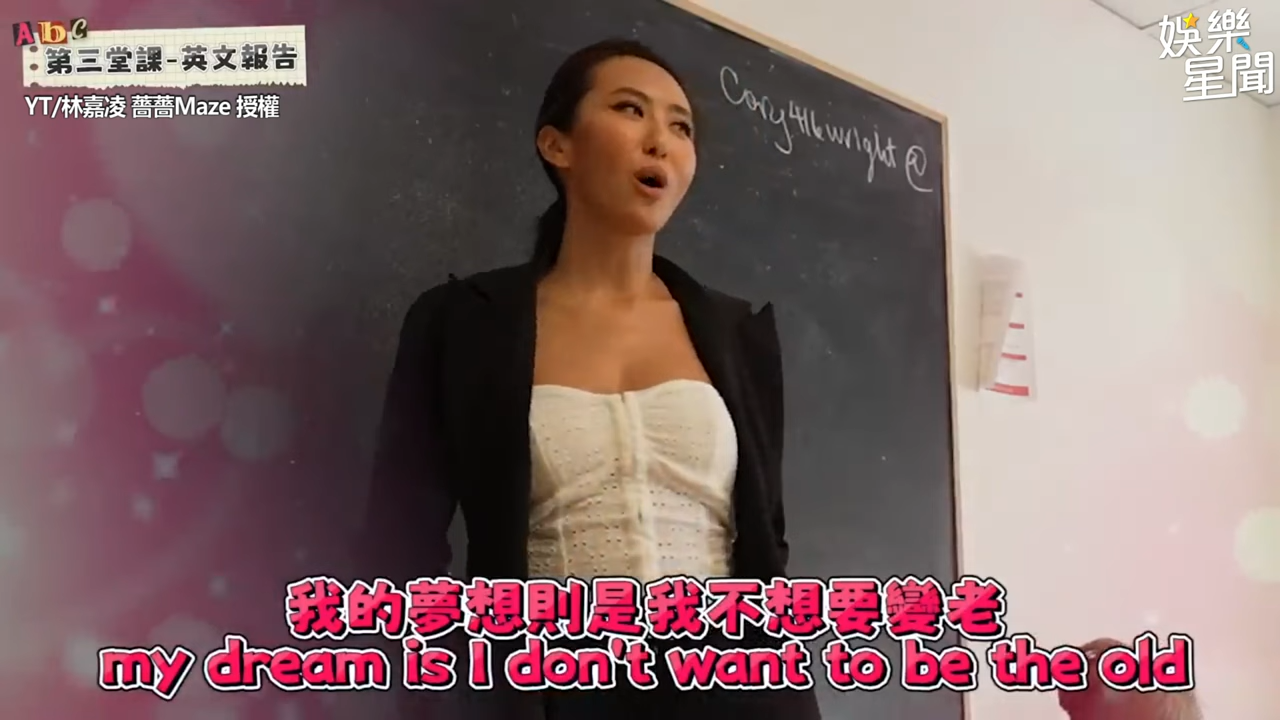 Abc
第三堂課-英文報告
YT/林嘉凌 薔薔Maze 授權
娛樂
星聞
Cory416wright@
我的夢想則是我不想要變老
my dream is I don't want to be the old